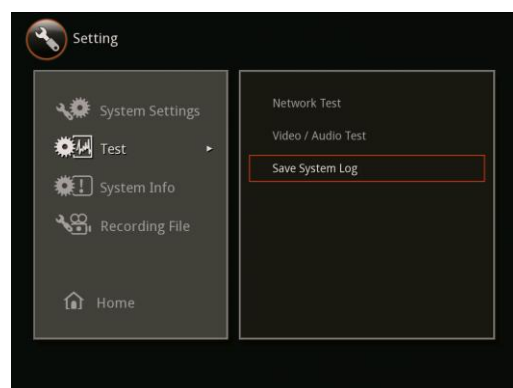 Setting
System Settings
Test
System Info
Recording File
Home
Network Test
Video / Audio Test
Save System Log